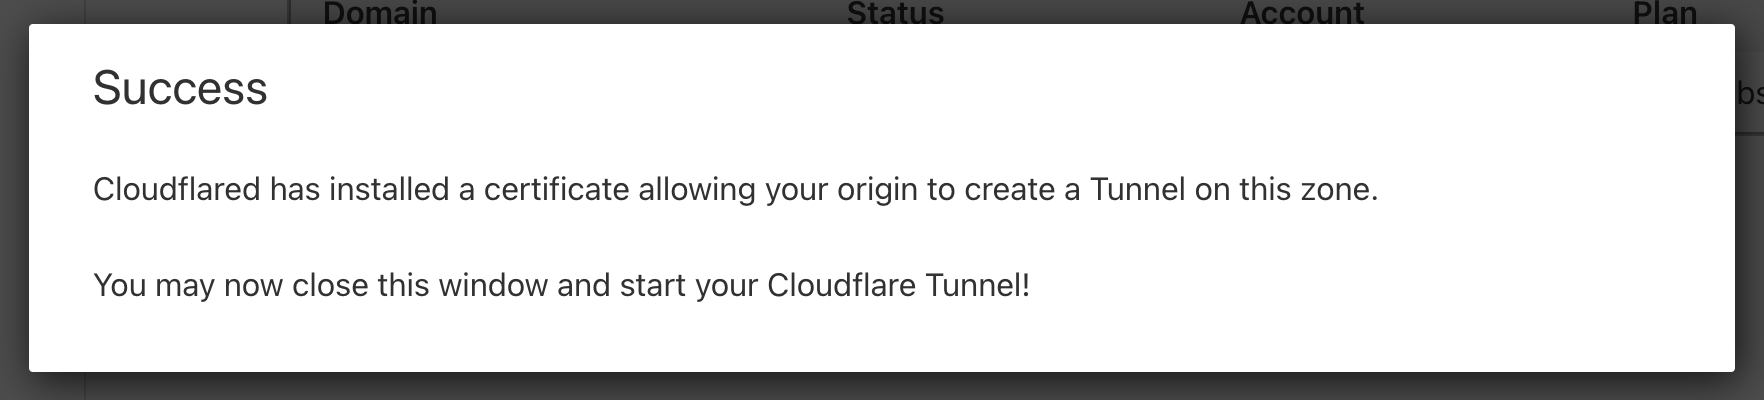 Domain Status Account Plan
Success
Cloudflared has installed a certificate allowing your origin to create a Tunnel on this zone.
You may now close this window and start your Cloudflare Tunnel!